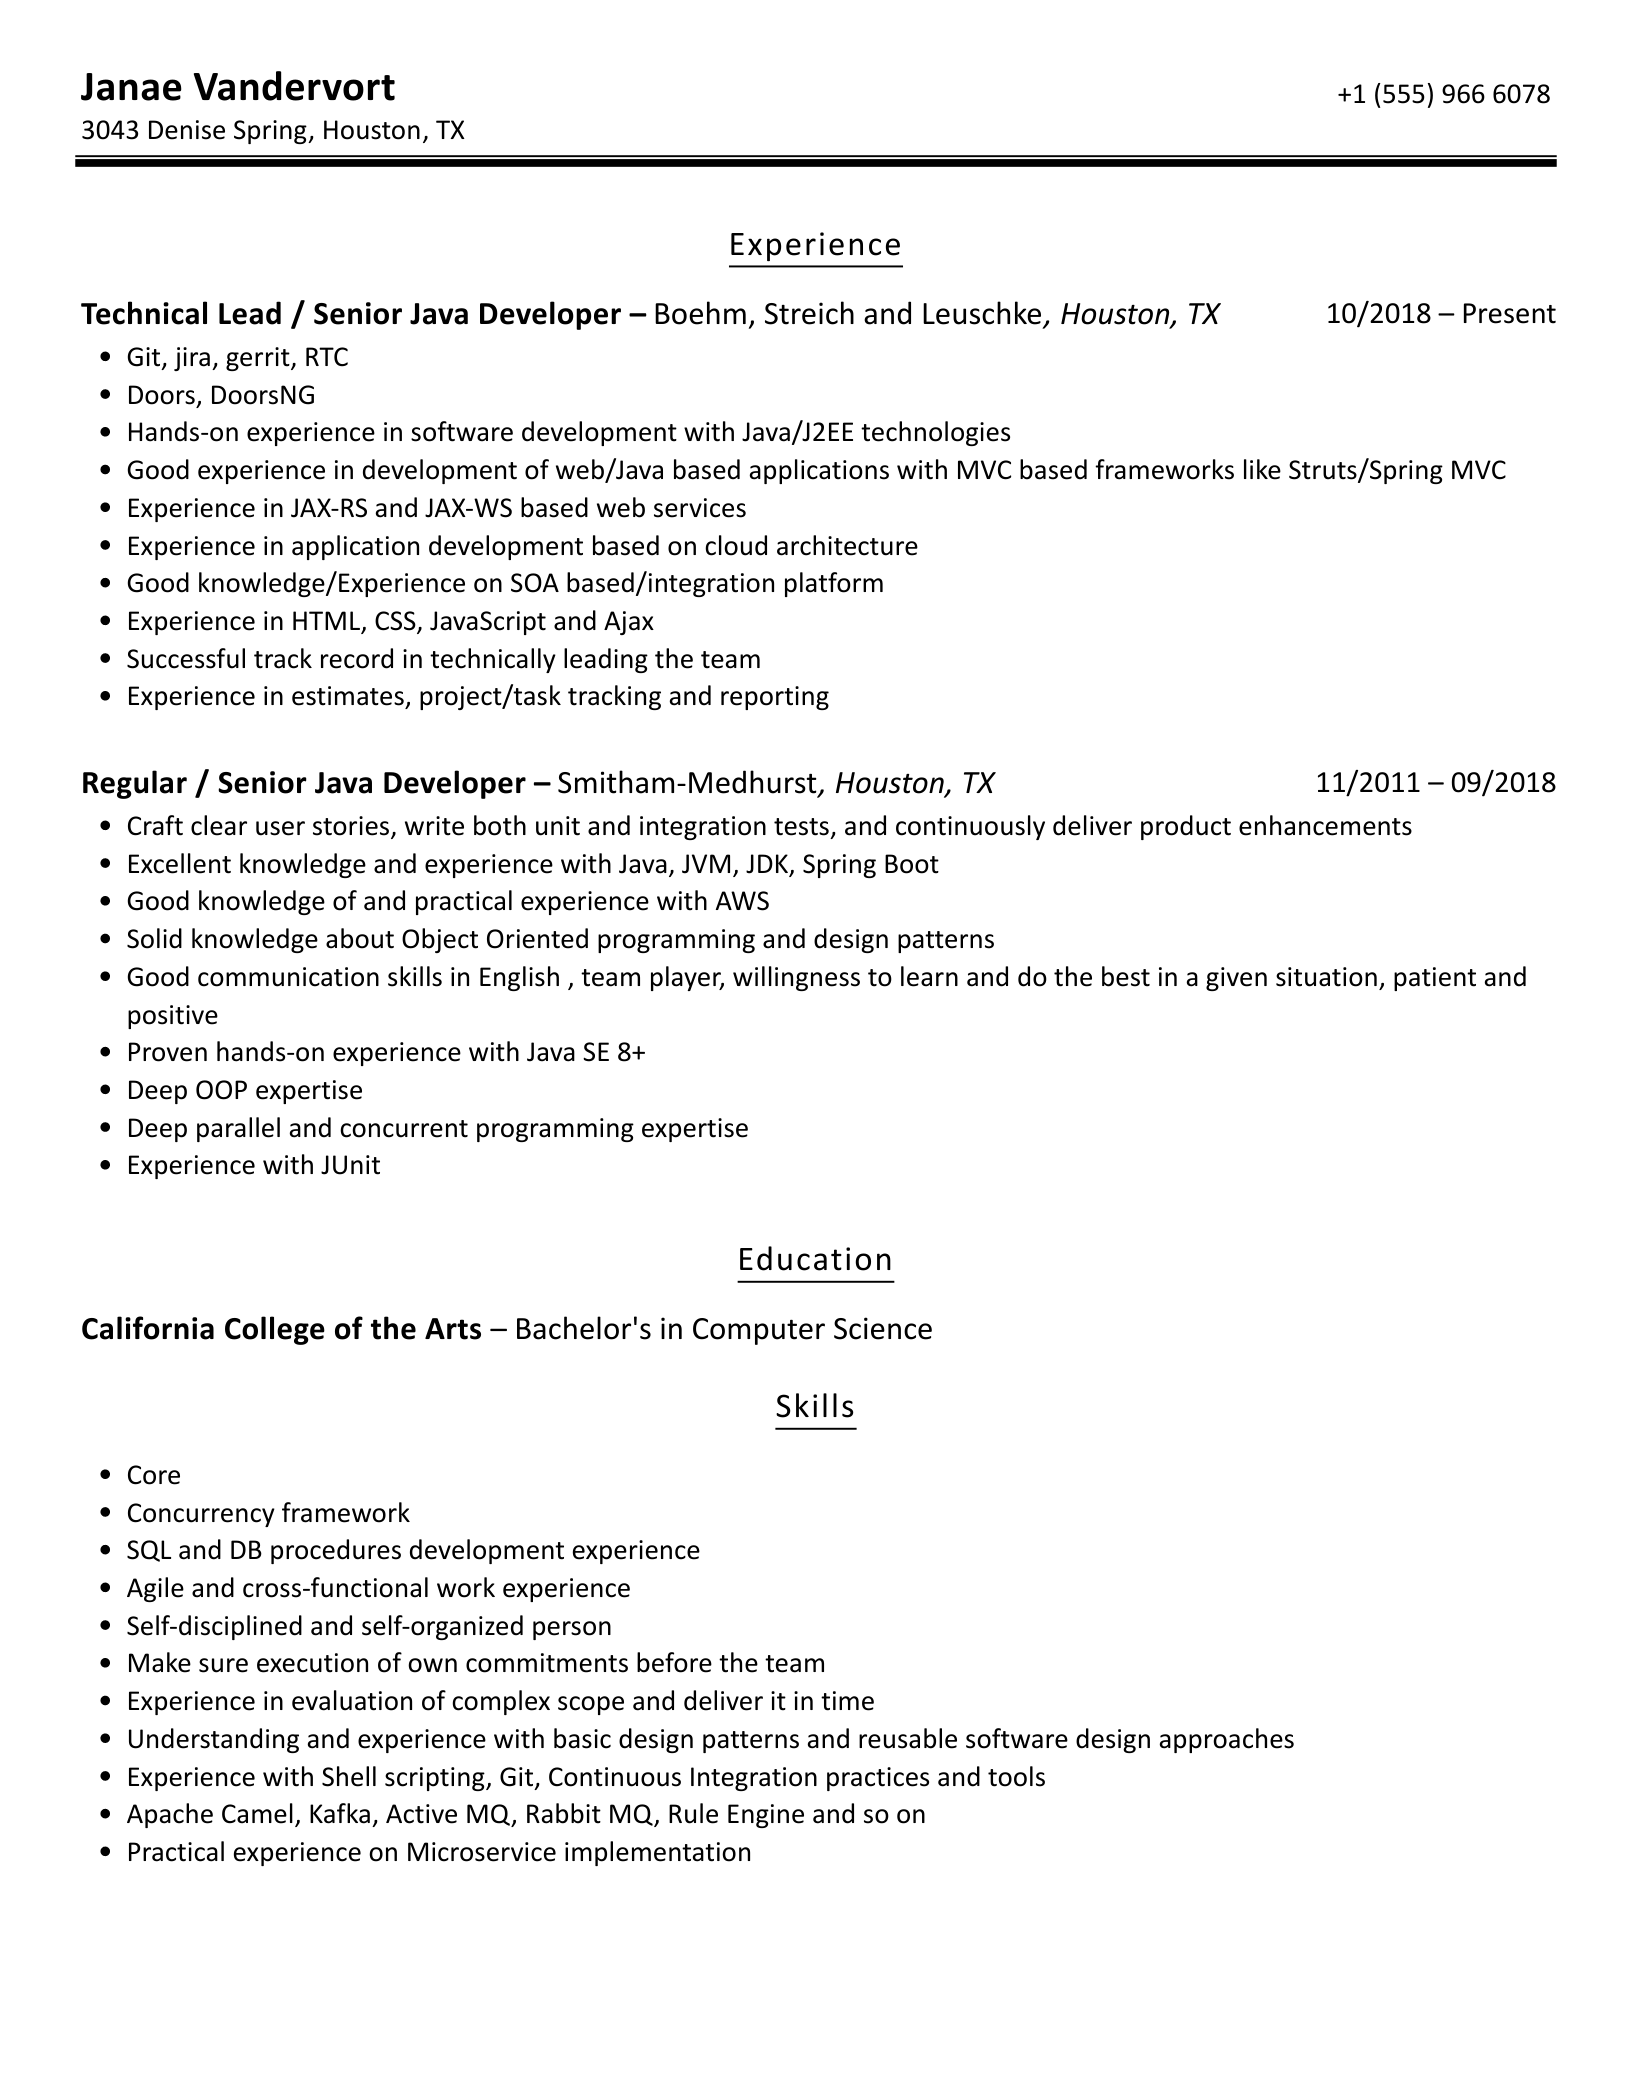 Janae Vandervort
+1 (555) 966 6078
3043 Denise Spring, Houston, TX
Experience
Technical Lead / Senior Java Developer – Boehm, Streich and Leuschke, Houston, TX 10/2018 – Present
• Git, jira, gerrit, RTC
• Doors, DoorsNG
• Hands-on experience in software development with Java/J2EE technologies
• Good experience in development of web/Java based applications with MVC based frameworks like Struts/Spring MVC
• Experience in JAX-RS and JAX-WS based web services
• Experience in application development based on cloud architecture
• Good knowledge/Experience on SOA based/integration platform
• Experience in HTML, CSS, JavaScript and Ajax
• Successful track record in technically leading the team
• Experience in estimates, project/task tracking and reporting
Regular / Senior Java Developer – Smitham-Medhurst, Houston, TX 11/2011 – 09/2018
• Craft clear user stories, write both unit and integration tests, and continuously deliver product enhancements
• Excellent knowledge and experience with Java, JVM, JDK, Spring Boot
• Good knowledge of and practical experience with AWS
• Solid knowledge about Object Oriented programming and design patterns
• Good communication skills in English , team player, willingness to learn and do the best in a given situation, patient and
positive
• Proven hands-on experience with Java SE 8+
• Deep OOP expertise
• Deep parallel and concurrent programming expertise
• Experience with JUnit
Education
California College of the Arts – Bachelor's in Computer Science
Skills
• Core
• Concurrency framework
• SQL and DB procedures development experience
• Agile and cross-functional work experience
• Self-disciplined and self-organized person
• Make sure execution of own commitments before the team
• Experience in evaluation of complex scope and deliver it in time
• Understanding and experience with basic design patterns and reusable software design approaches
• Experience with Shell scripting, Git, Continuous Integration practices and tools
• Apache Camel, Kafka, Active MQ, Rabbit MQ, Rule Engine and so on
• Practical experience on Microservice implementation